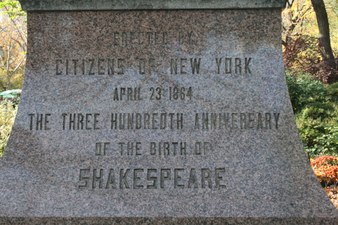 ERECTED BY
CITIZENS OF NEW YORK
APRIL 23 1864
THE THREE HUNDREDTH ANNIVERSARY
OF THE BIRTH OF
SHAKESPEARE